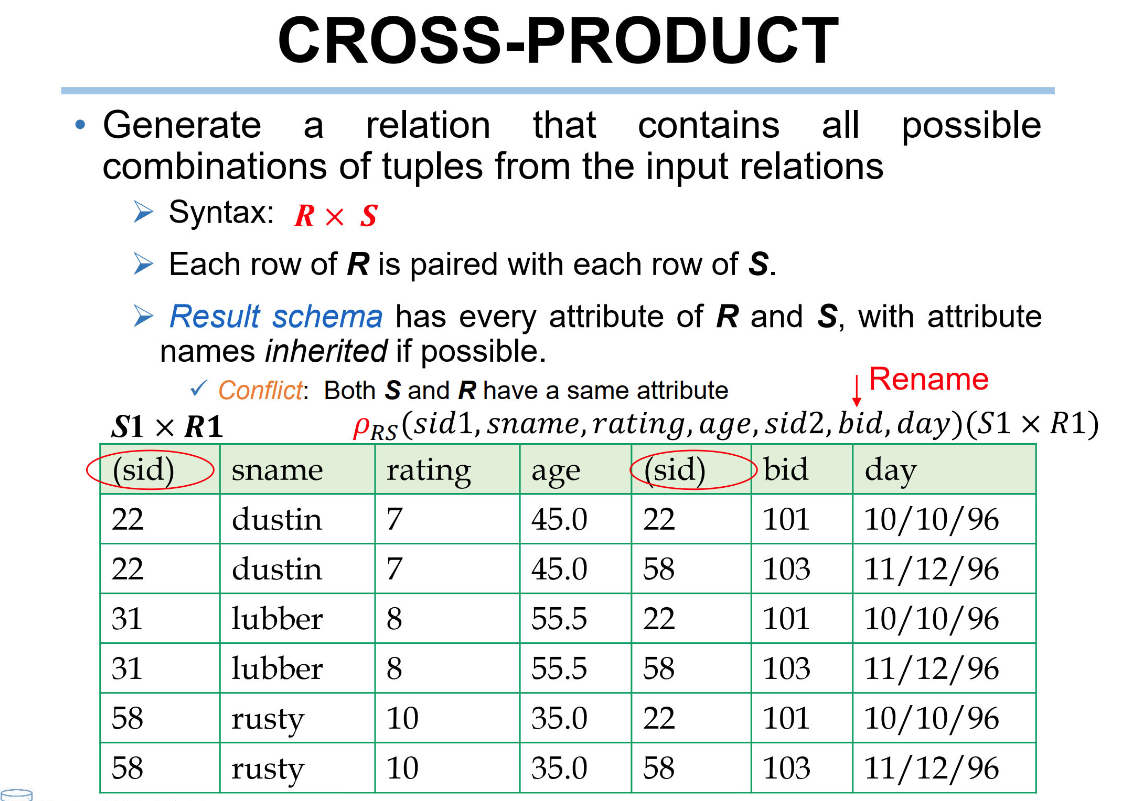 CROSS-PRODUCT
• Generate a relation that contains all possible
combinations of tuples from the input relations
➢ Syntax: R × S
➢ Each row of R is paired with each row of S.
➢ Result schema has every attribute of R and S, with attribute
names inherited if possible.
✓ Conflict: Both S and R have a same attribute
Rename
S1 × R1 ρRS(sid1, sname, rating, age, sid2, bid, day)(S1 × R1)
(sid) sname rating age (sid) bid day
22 dustin 7 45.0 22 101 10/10/96
22 dustin 7 45.0 58 103 11/12/96
31 lubber 8 55.5 22 101 10/10/96
31 lubber 8 55.5 58 103 11/12/96
58 rusty 10 35.0 22 101 10/10/96
58 rusty 10 35.0 58 103 11/12/96